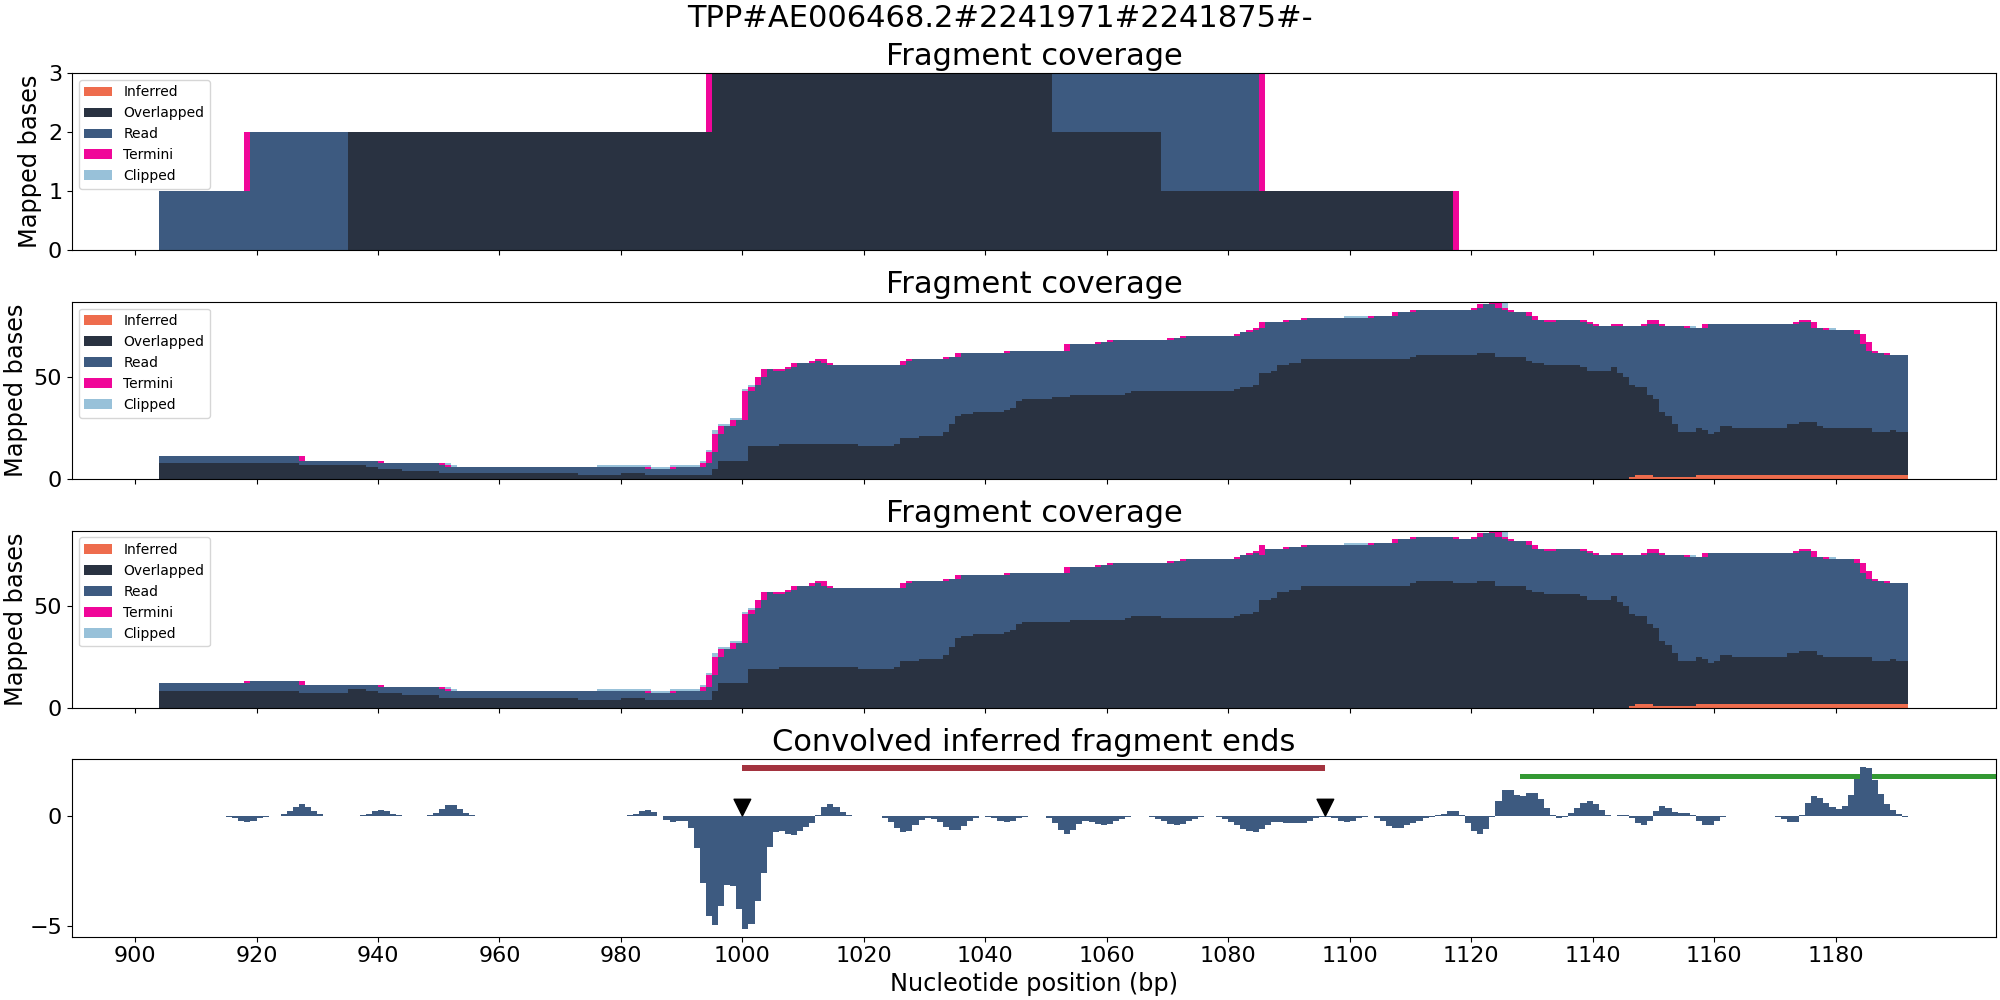 TPP#AE006468.2#2241971#2241875#-
Fragment coverage
Mapped bases
3
2
1
0
Inferred
Overlapped
Read
Termini
Clipped
Fragment coverage
Mapped bases
50
0
Inferred
Overlapped
Read
Termini
Clipped
Fragment coverage
Mapped bases
50
0
Inferred
Overlapped
Read
Termini
Clipped
Convolved inferred fragment ends
0
−5
900 920 940 960 980 1000 1020 1040 1060 1080 1100 1120 1140 1160 1180
Nucleotide position (bp)